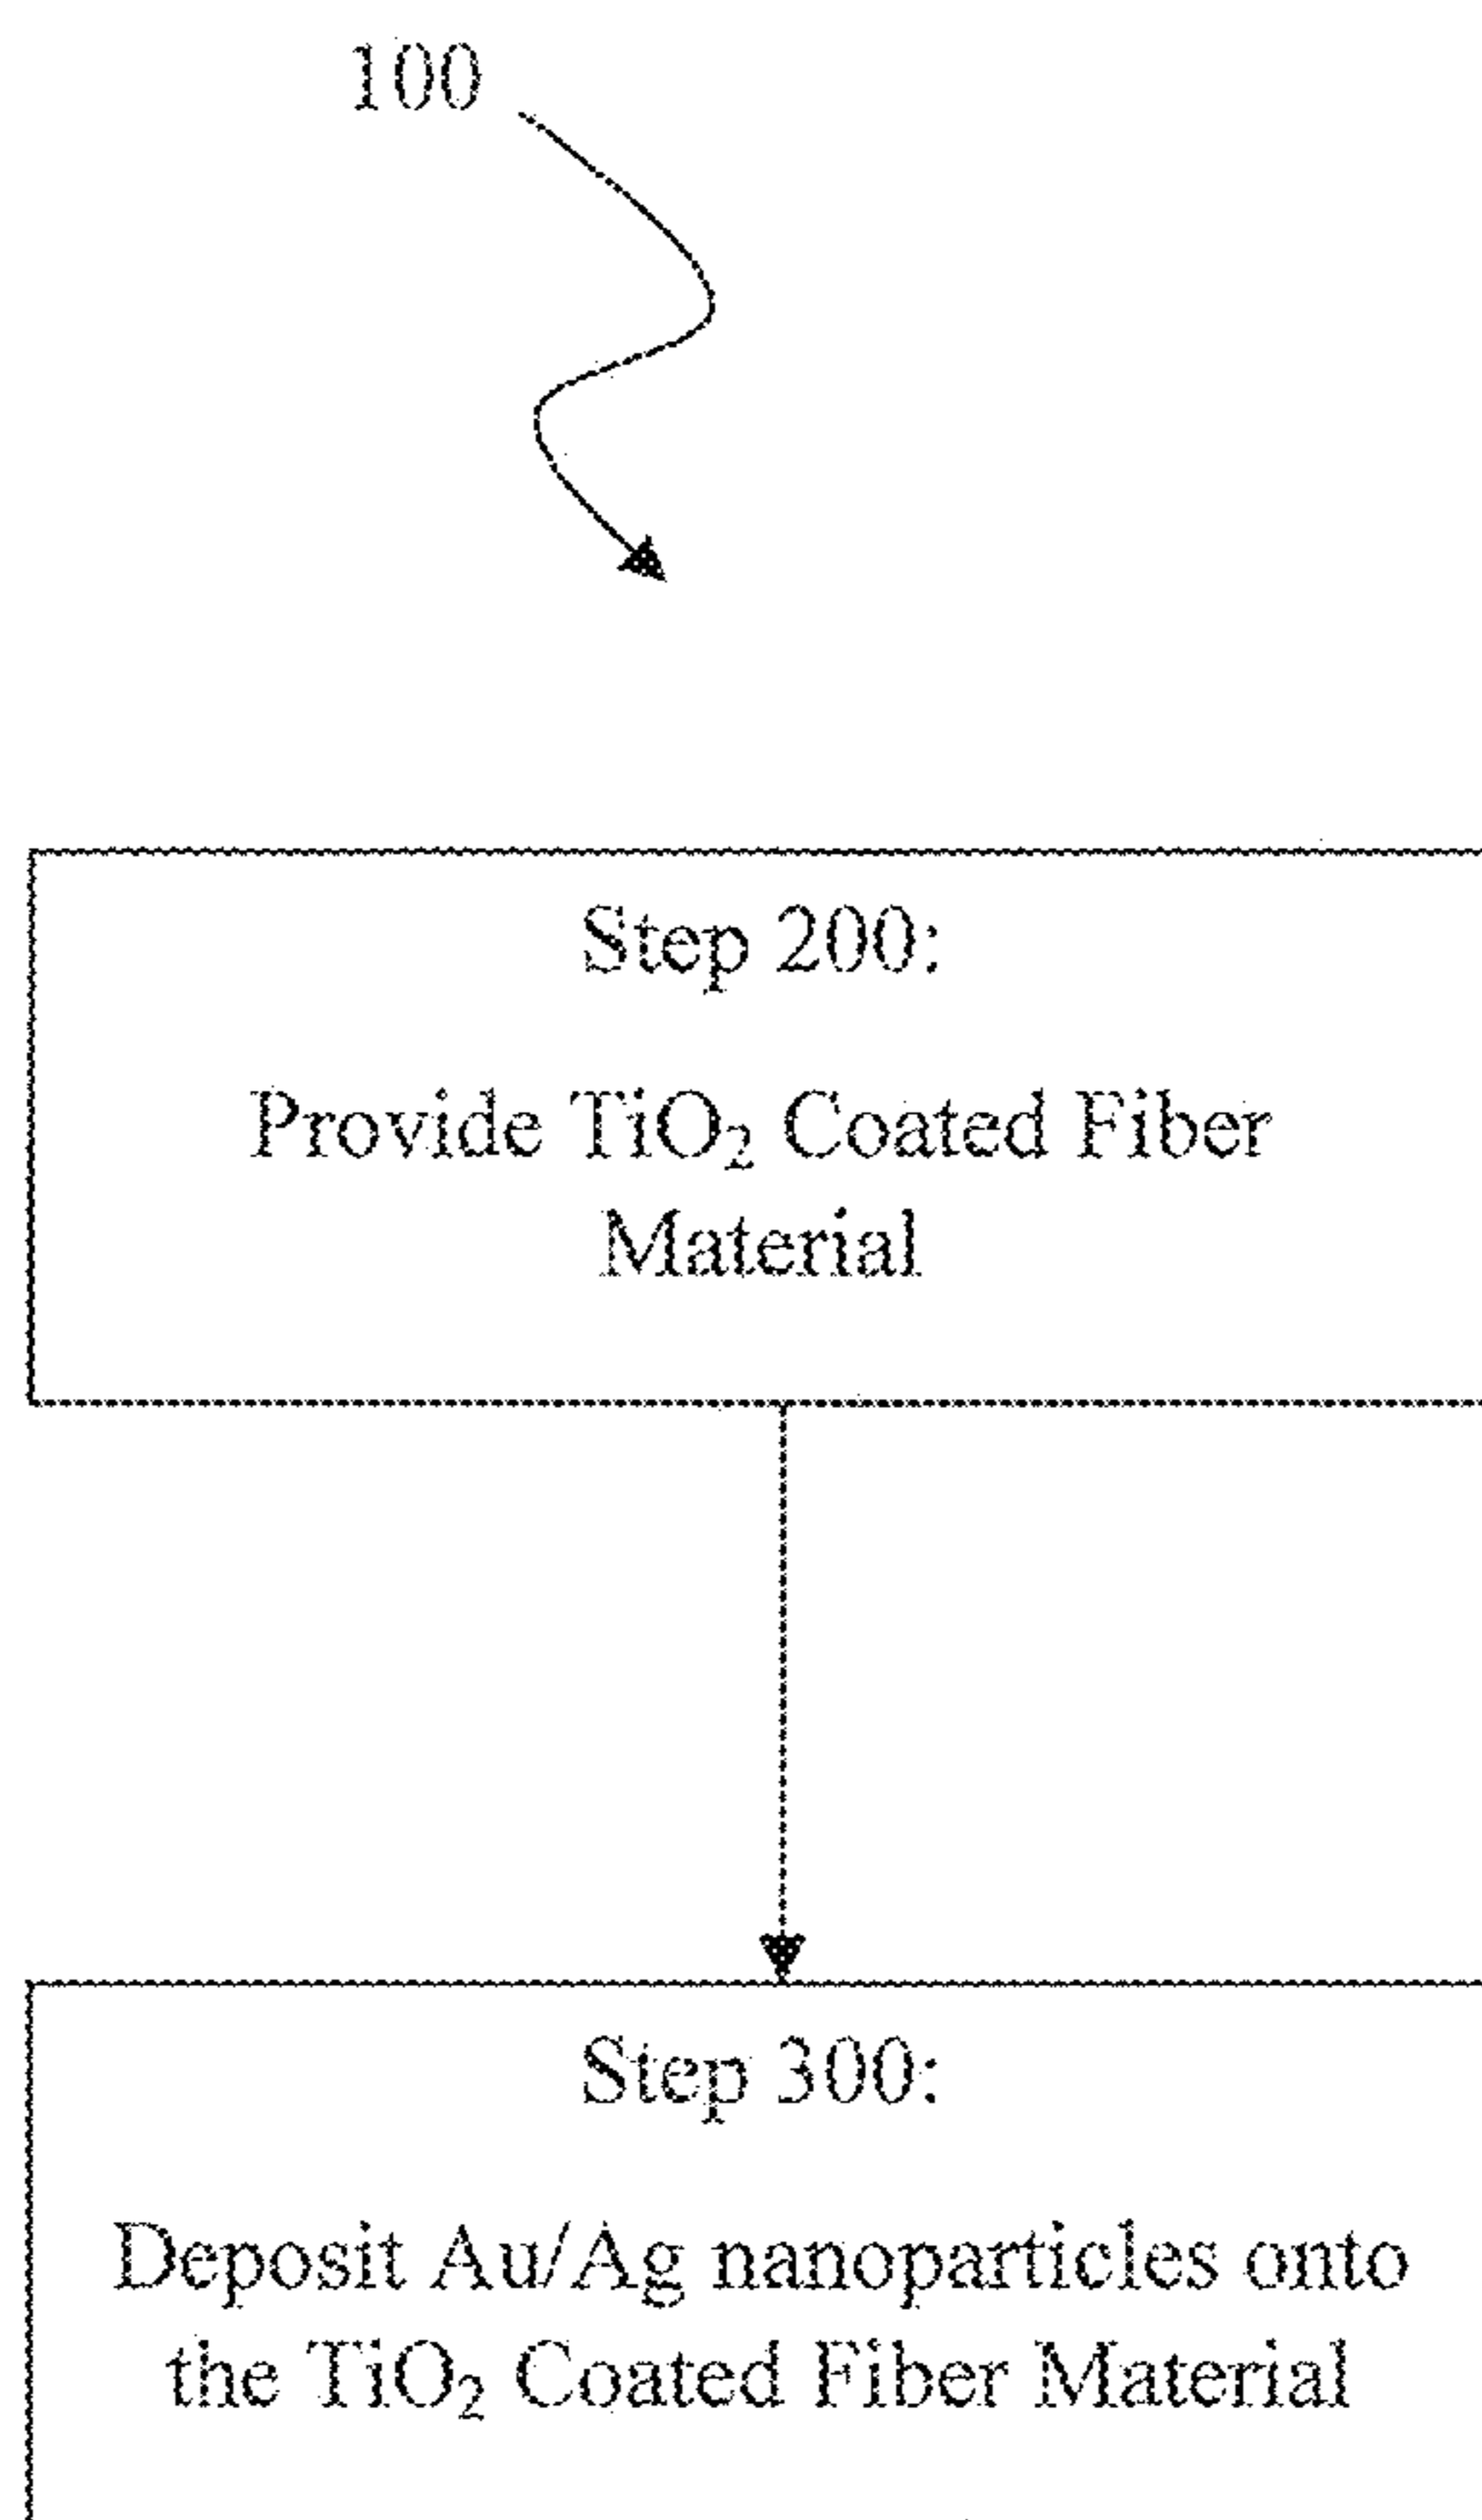 100
Step 200:
Provide TiO₂ Coated Fiber
Material
Step 300:
Deposit Au/Ag nanoparticles onto
the TiO₂ Coated Fiber Material